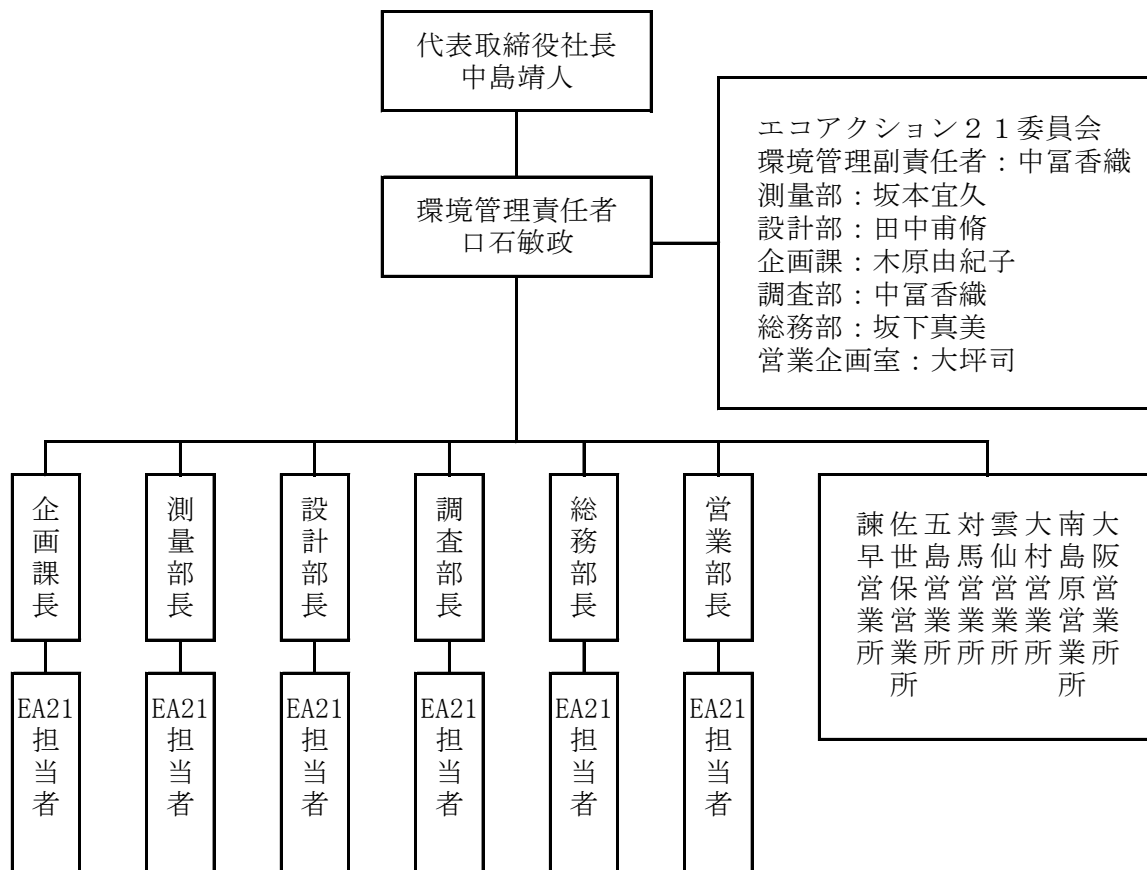 代表取締役社長
中島靖人
環境管理責任者
口石敏政
エコアクション２１委員会
環境管理副責任者：中冨香織
測量部：坂本宜久
設計部：田中甫脩
企画課：木原由紀子
調査部：中冨香織
総務部：坂下真美
営業企画室：大坪司
企画課長
測量部長
設計部長
調査部長
総務部長
営業部長
諫早営業所
佐世保営業所
五島営業所
対馬営業所
雲仙営業所
大村営業所
南島原営業所
大阪営業所
EA21担当者
EA21担当者
EA21担当者
EA21担当者
EA21担当者
EA21担当者